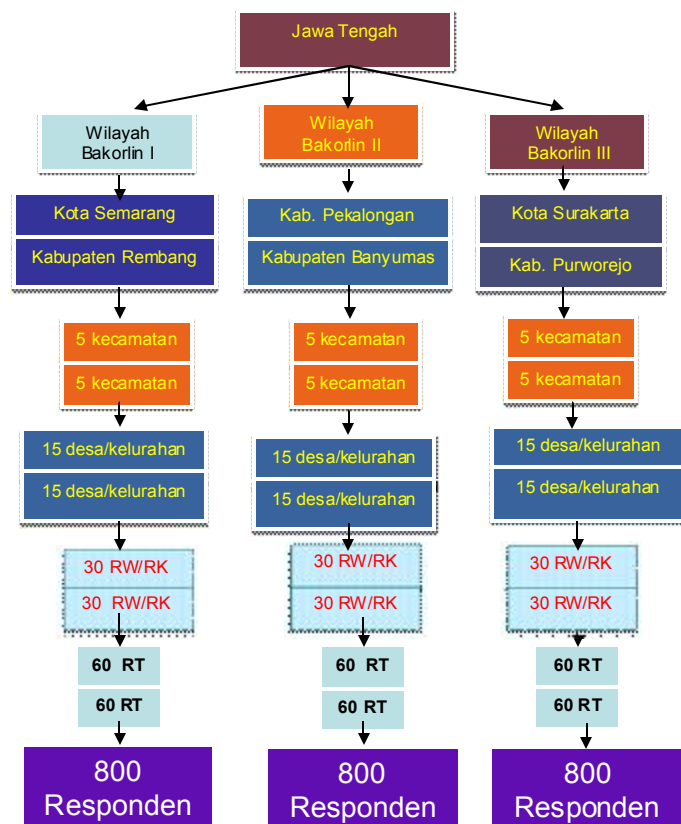 Jawa Tengah
Wilayah
Bakorlin I
Wilayah
Bakorlin II
Wilayah
Bakorlin III
Kota Semarang
Kabupaten Rembang
Kab. Pekalongan
Kabupaten Banyumas
Kota Surakarta
Kab. Purworejo
5 kecamatan
5 kecamatan
5 kecamatan
5 kecamatan
5 kecamatan
5 kecamatan
15 desa/kelurahan
15 desa/kelurahan
15 desa/kelurahan
15 desa/kelurahan
15 desa/kelurahan
15 desa/kelurahan
30 RW/RK
30 RW/RK
30 RW/RK
30 RW/RK
30 RW/RK
30 RW/RK
60 RT
60 RT
60 RT
60 RT
60 RT
60 RT
800
Responden
800
Responden
800
Responden